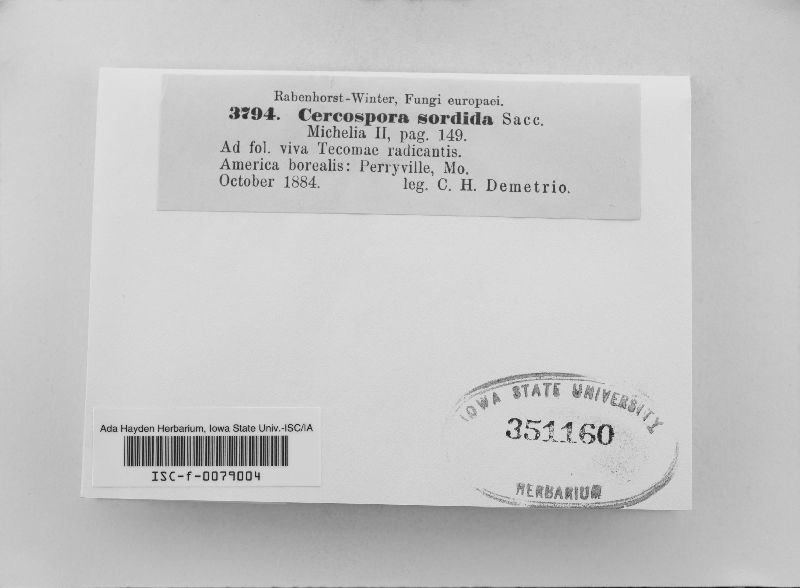 Rabenhorst-Winter, Fungi europaei.
3794. Cercospora sordida Sacc.
Michelia II, pag. 149.
Ad fol. viva Tecomae radicantis.
America borealis: Perryville, Mo.
October 1884. leg. C. H. Demetrio.
IOWA STATE UNIVERSITY
351160
HERBARIUM
Ada Hayden Herbarium, Iowa State Univ.-ISC/IA
ISC-f-0079004